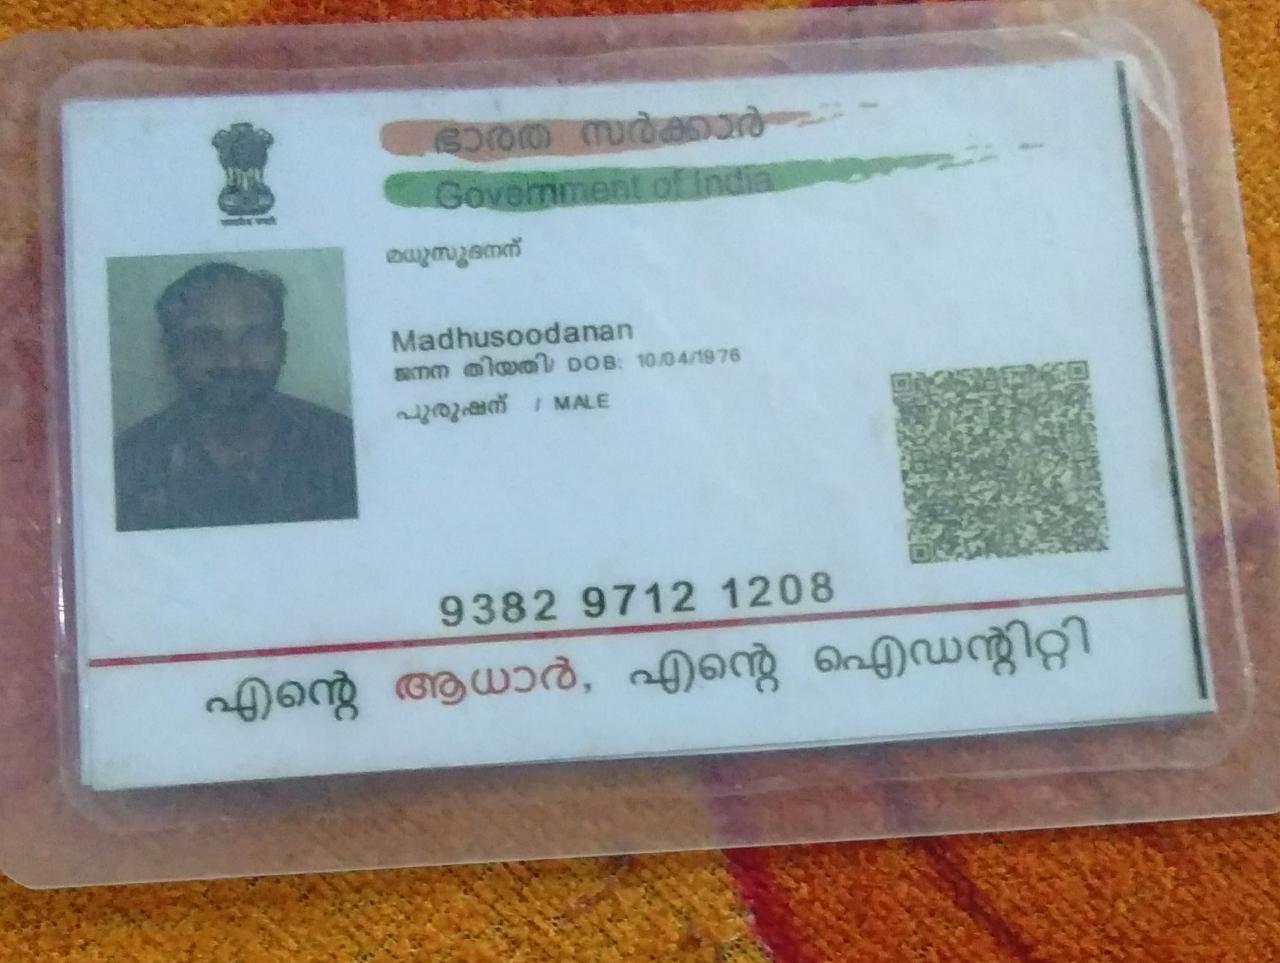 ഭാരത സർക്കാർ
Government of India
മധുസൂദനന്
Madhusoodanan
ജനന തിയതി/ DOB: 10/04/1976
പുരുഷന് / MALE
9382 9712 1208
എന്റെ ആധാർ, എന്റെ ഐഡന്റിറ്റി